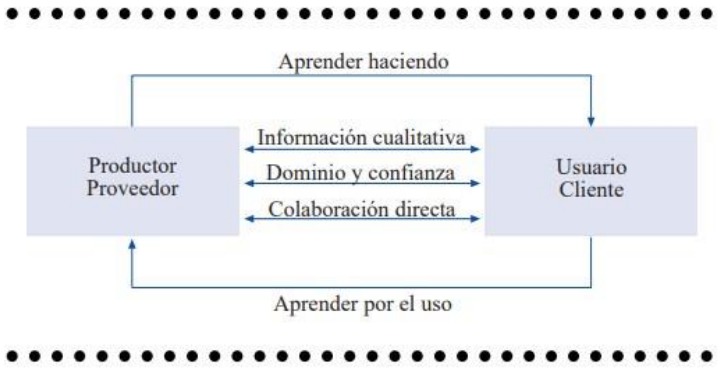 Aprender haciendo
Información cualitativa
Productor
Proveedor
Dominio y confianza
Usuario
Cliente
Colaboración directa
Aprender por el uso